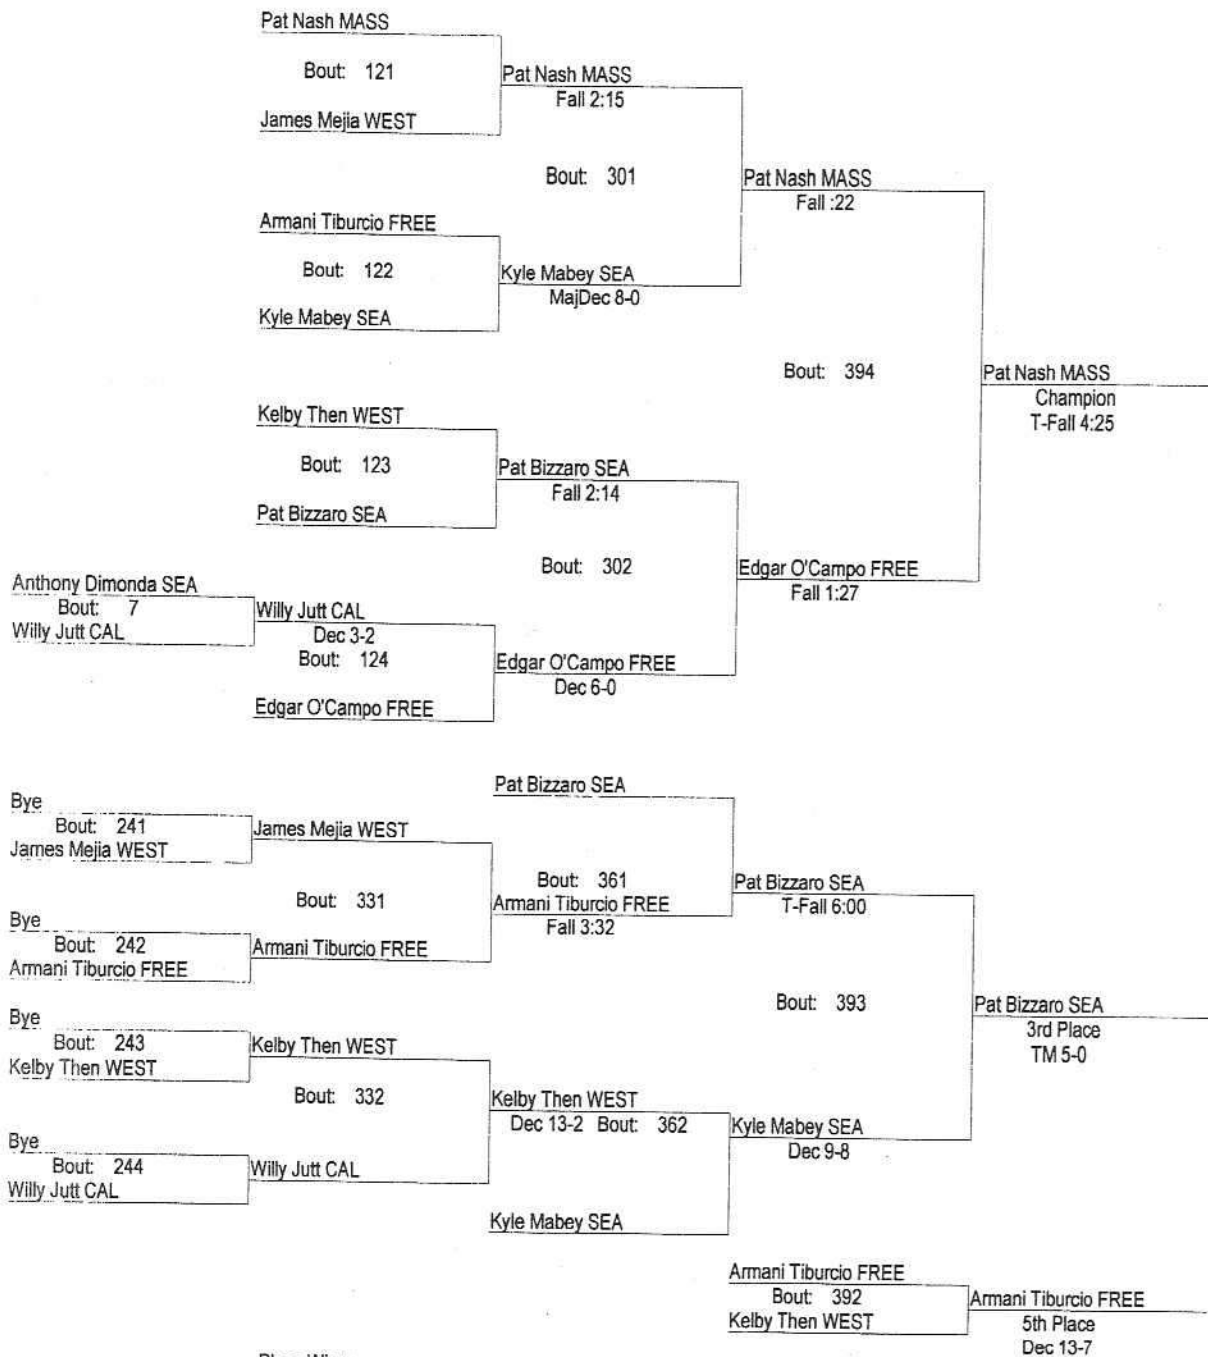 Pat Nash MASS
Bout: 121
Pat Nash MASS
Fall 2:15
James Mejia WEST
Bout: 301
Pat Nash MASS
Fall :22
Armani Tiburcio FREE
Bout: 122
Kyle Mabey SEA
MajDec 8-0
Kyle Mabey SEA
Bout: 394
Pat Nash MASS
Champion
T-Fall 4:25
Kelby Then WEST
Bout: 123
Pat Bizzaro SEA
Fall 2:14
Pat Bizzaro SEA
Bout: 302
Edgar O'Campo FREE
Fall 1:27
Anthony Dimonda SEA
Bout: 7
Willy Jutt CAL
Willy Jutt CAL
Dec 3-2
Bout: 124
Edgar O'Campo FREE
Dec 6-0
Edgar O'Campo FREE
Pat Bizzaro SEA
Bye
Bout: 241
James Mejia WEST
James Mejia WEST
Bout: 361
Pat Bizzaro SEA
T-Fall 6:00
Bout: 331
Armani Tiburcio FREE
Fall 3:32
Bye
Bout: 242
Armani Tiburcio FREE
Armani Tiburcio FREE
Bout: 393
Pat Bizzaro SEA
3rd Place
TM 5-0
Bye
Bout: 243
Kelby Then WEST
Kelby Then WEST
Bout: 332
Kelby Then WEST
Dec 13-2 Bout: 362
Kyle Mabey SEA
Dec 9-8
Bye
Bout: 244
Willy Jutt CAL
Willy Jutt CAL
Kyle Mabey SEA
Armani Tiburcio FREE
Bout: 392
Kelby Then WEST
Armani Tiburcio FREE
5th Place
Dec 13-7